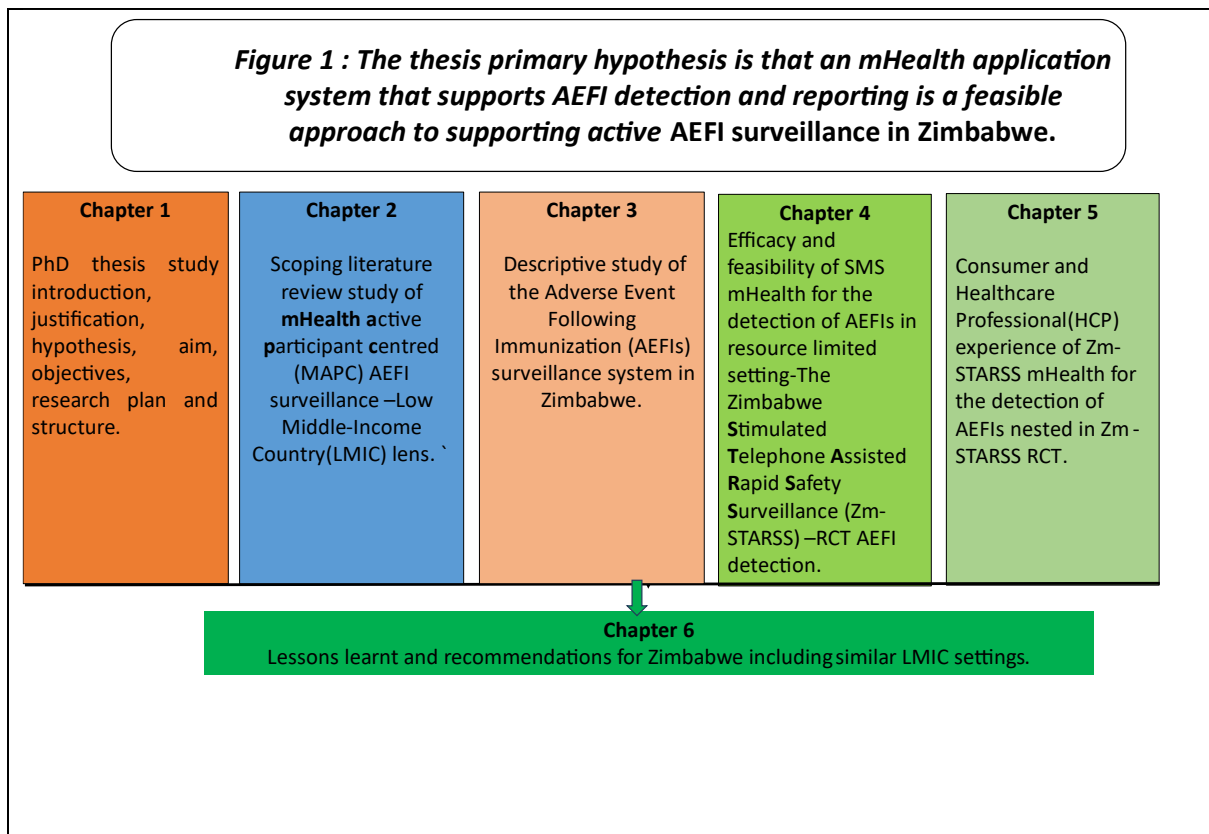 Figure 1 : The thesis primary hypothesis is that an mHealth application
system that supports AEFI detection and reporting is a feasible
approach to supporting active AEFI surveillance in Zimbabwe.
Chapter 1
PhD thesis study
introduction,
justification,
hypothesis, aim,
objectives,
research plan and
structure.
Chapter 2
Scoping literature
review study of
mHealth active
participant centred
(MAPC) AEFI
surveillance –Low
Middle-Income
Country(LMIC) lens. `
Chapter 3
Descriptive study of
the Adverse Event
Following
Immunization (AEFIs)
surveillance system in
Zimbabwe.
Chapter 4
Efficacy and
feasibility of SMS
mHealth for the
detection of AEFIs in
resource limited
setting-The
Zimbabwe
Stimulated
Telephone Assisted
Rapid Safety
Surveillance (Zm-
STARSS) –RCT AEFI
detection.
Chapter 5
Consumer and
Healthcare
Professional(HCP)
experience of Zm-
STARSS mHealth for
the detection of
AEFIs nested in Zm -
STARSS RCT.
Chapter 6
Lessons learnt and recommendations for Zimbabwe including similar LMIC settings.